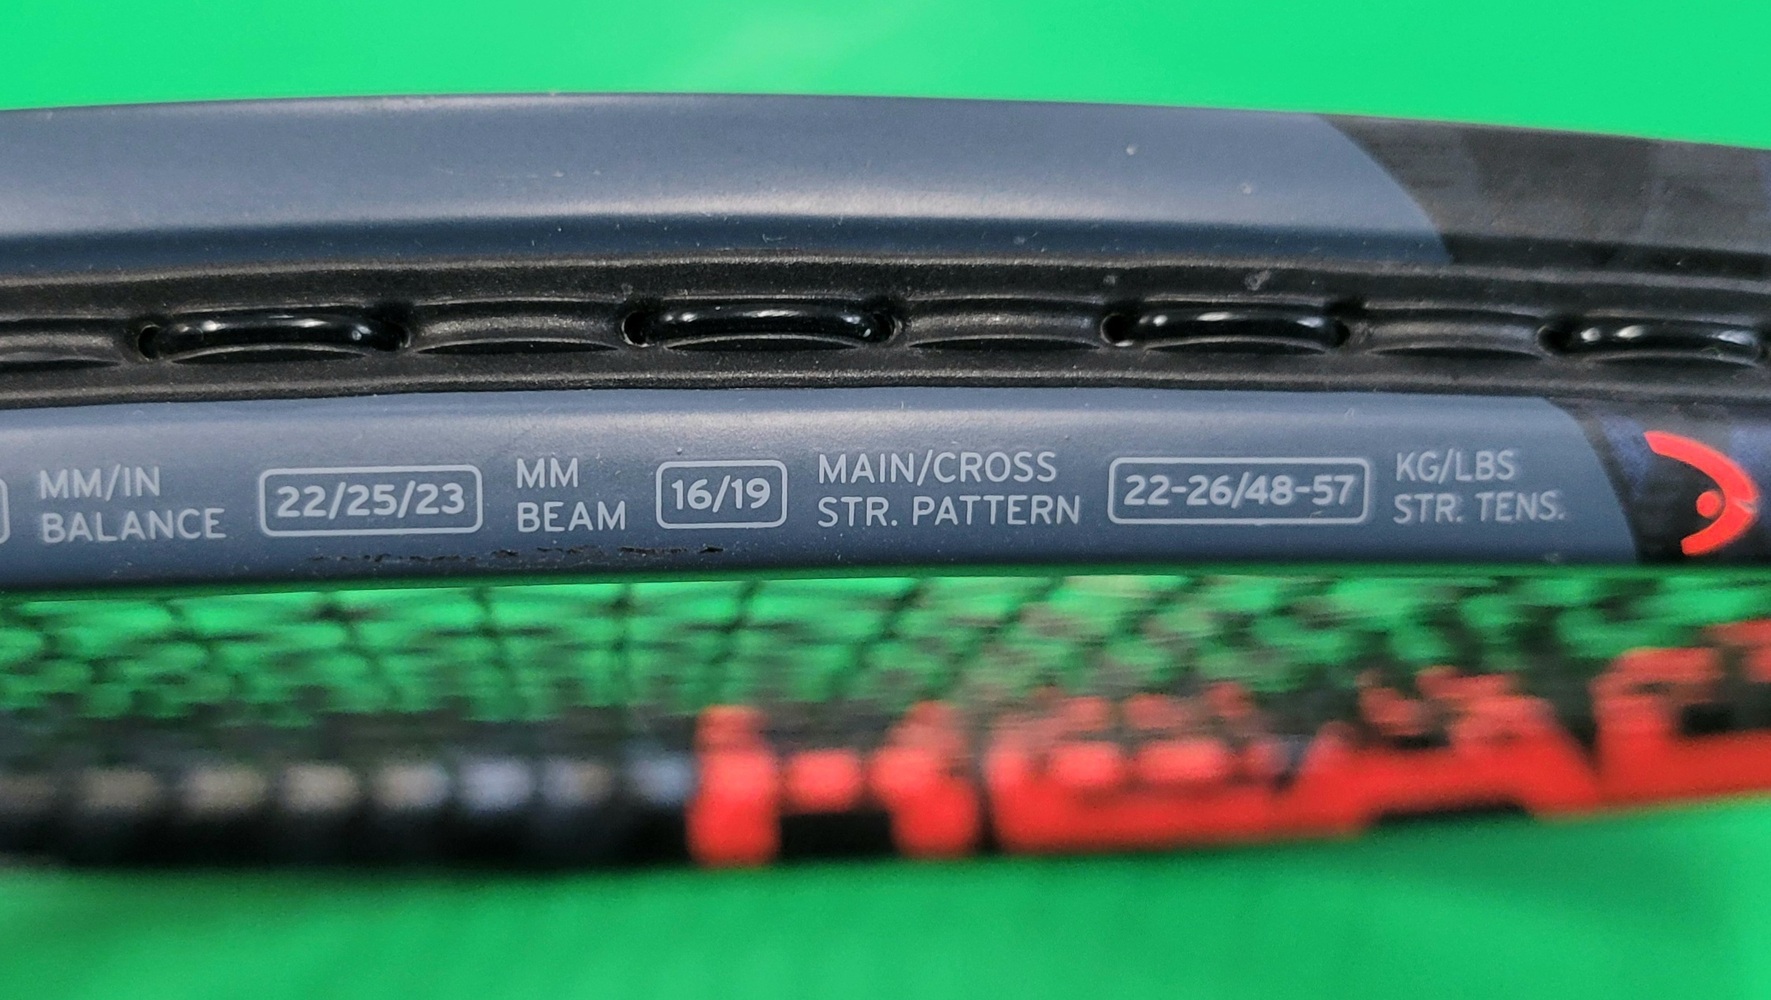 MM/IN
BALANCE
22/25/23
MM
BEAM
16/19
MAIN/CROSS
STR. PATTERN
22-26/48-57
KG/LBS
STR. TENS.
HEAD